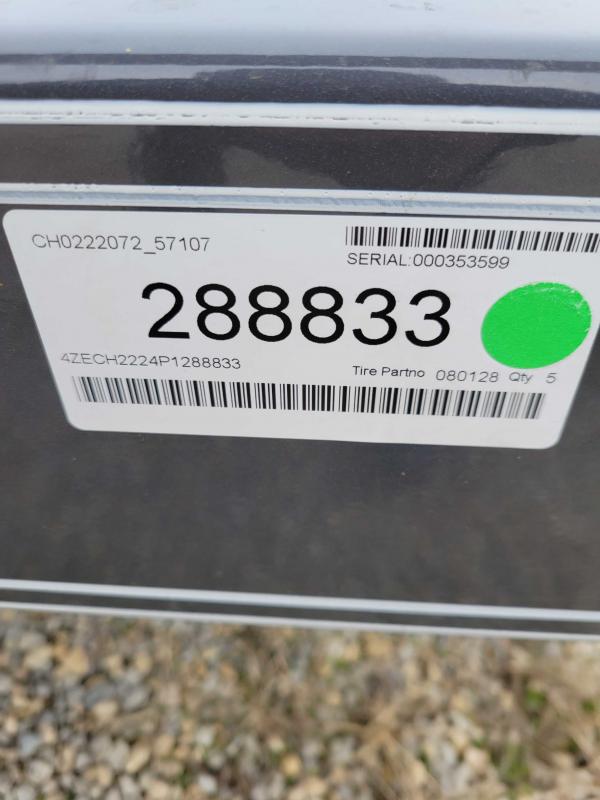 CH0222072_57107
SERIAL:000353599
288833
4ZECH2224P1288833
Tire Partno 080128 Qty 5